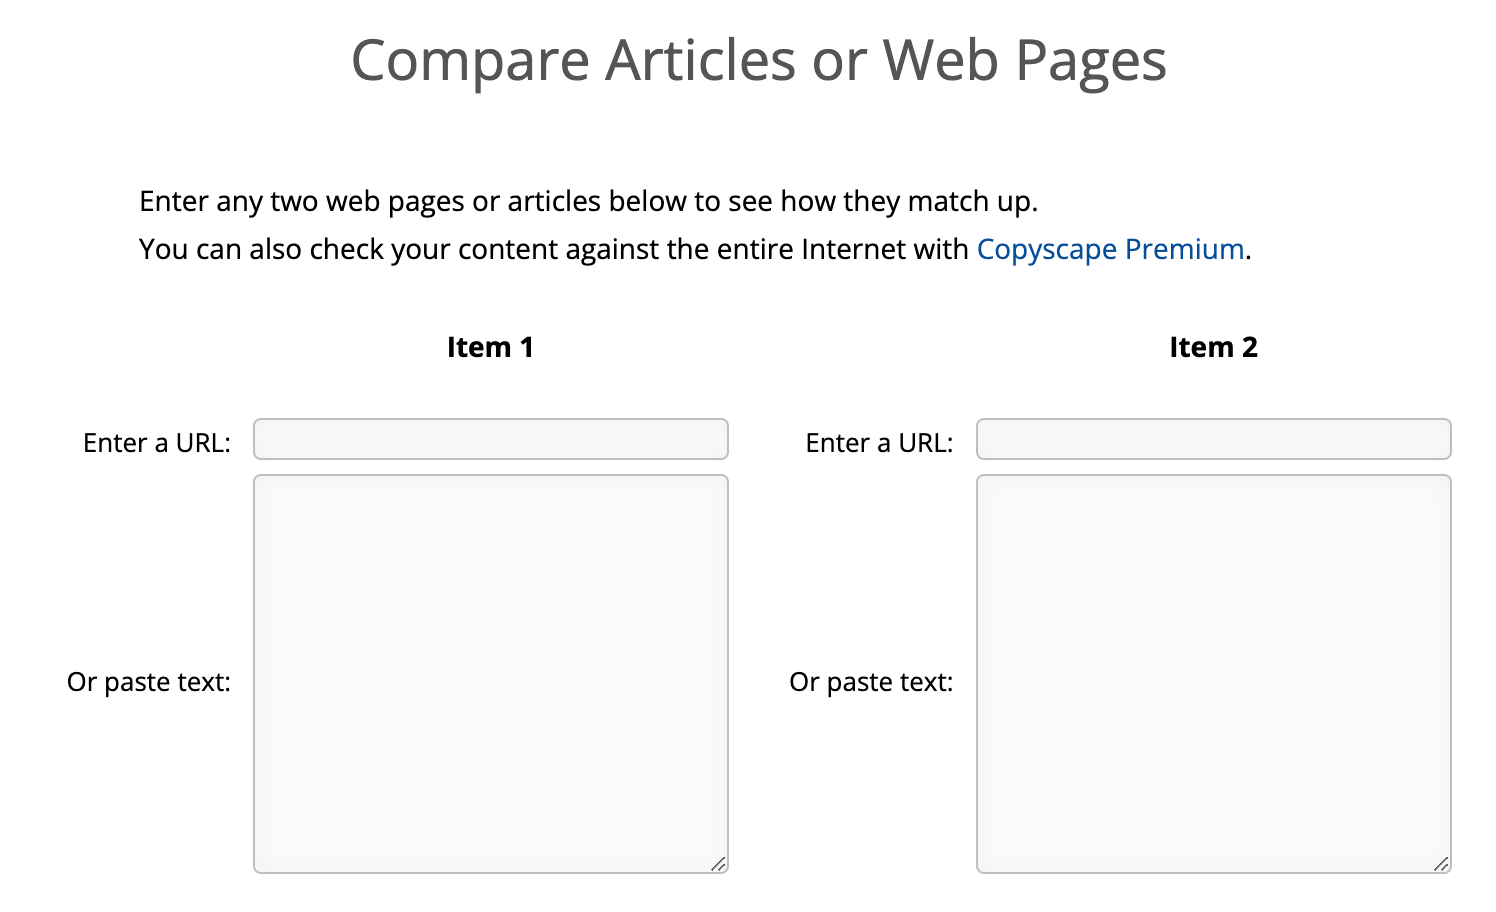 Compare Articles or Web Pages
Enter any two web pages or articles below to see how they match up.
You can also check your content against the entire Internet with Copyscape Premium.
Item 1
Item 2
Enter a URL:
Enter a URL:
Or paste text:
Or paste text: